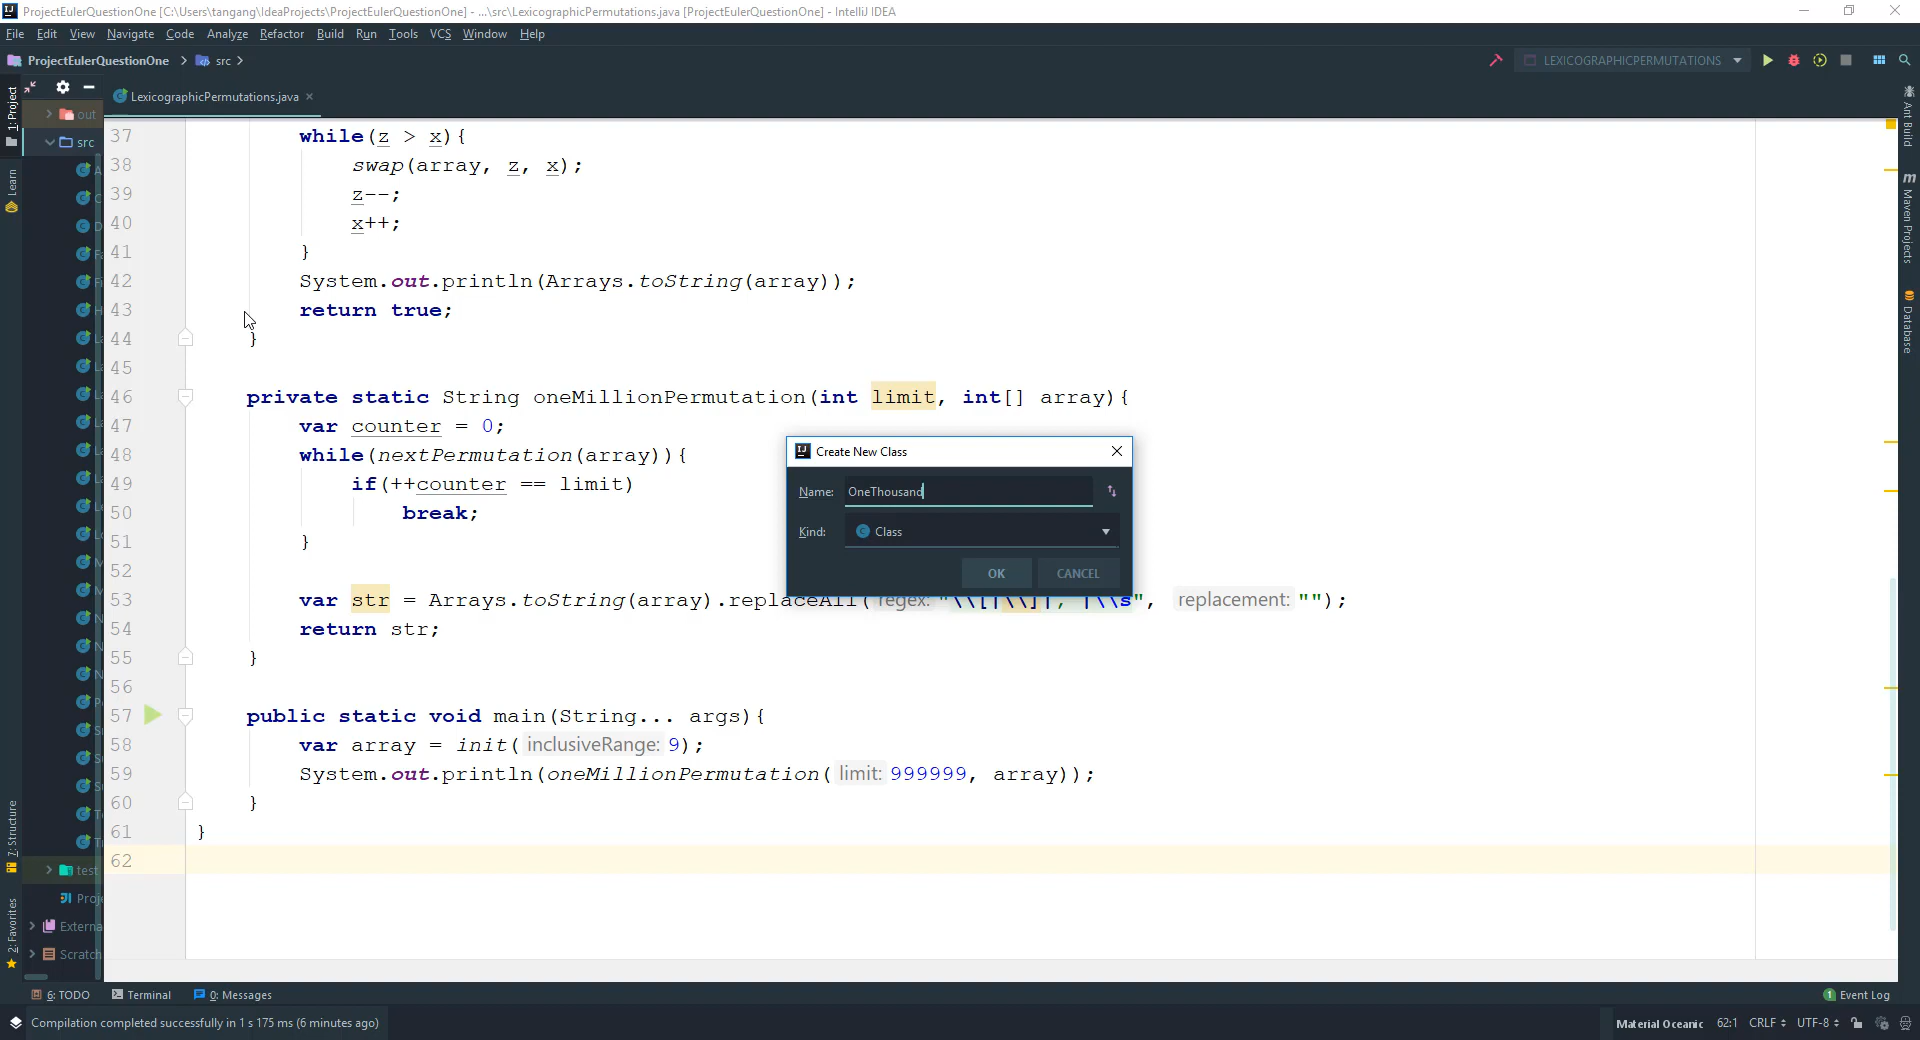 ProjectEulerQuestionOne [C:\Users\tangang\IdeaProjects\ProjectEulerQuestionOne] - ...\src\LexicographicPermutations.java [ProjectEulerQuestionOne] - IntelliJ IDEA
File Edit View Navigate Code Analyze Refactor Build Run Tools VCS Window Help
ProjectEulerQuestionOne src LEXICOGRAPHICPERMUTATIONS
LexicographicPermutations.java
1: Project
Learn
7: Structure
2: Favorites
out
src
test
Proj
Externa
Scratch
37 while(z > x){
38 swap(array, z, x);
39 z--;
40 x++;
41 }
42 System.out.println(Arrays.toString(array));
43 return true;
44 }
45
46 private static String oneMillionPermutation(int limit, int[] array){
47 var counter = 0;
48 while(nextPermutation(array)){
49 if(++counter == limit)
50 break;
51 }
52
53 var str = Arrays.toString(array).replaceAll( regex: "\\[|\\]|, |\\s", replacement: "");
54 return str;
55 }
56
57 public static void main(String... args){
58 var array = init( inclusiveRange: 9);
59 System.out.println(oneMillionPermutation( limit: 999999, array));
60 }
61 }
62
Create New Class
Name: OneThousand
Kind: Class
OK CANCEL
Ant Build
Maven Projects
Database
6: TODO Terminal 0: Messages 1 Event Log
Compilation completed successfully in 1 s 175 ms (6 minutes ago) Material Oceanic 62:1 CRLF UTF-8